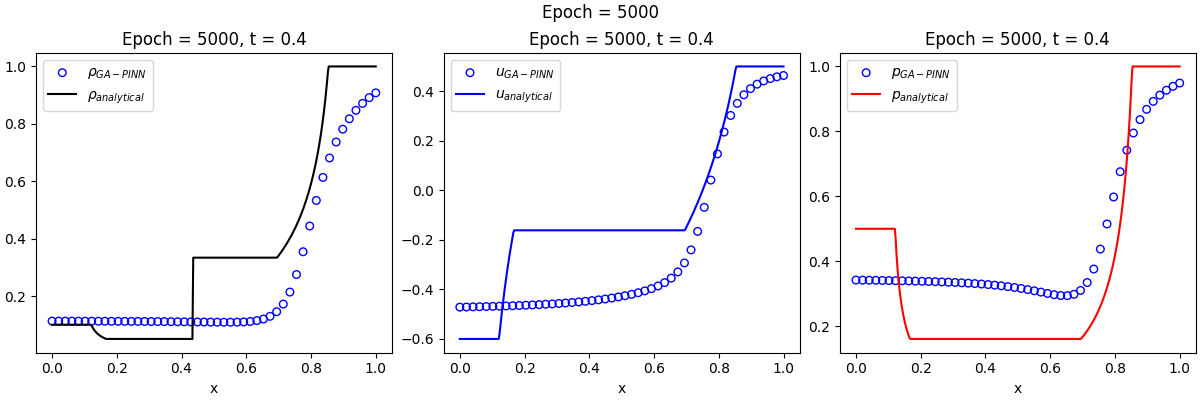 Epoch = 5000
Epoch = 5000, t = 0.4
ρGA−PINN
ρanalytical
1.0
0.8
0.6
0.4
0.2
0.0 0.2 0.4 0.6 0.8 1.0
x
Epoch = 5000, t = 0.4
uGA−PINN
uanalytical
0.4
0.2
0.0
−0.2
−0.4
−0.6
0.0 0.2 0.4 0.6 0.8 1.0
x
Epoch = 5000, t = 0.4
pGA−PINN
panalytical
1.0
0.8
0.6
0.4
0.2
0.0 0.2 0.4 0.6 0.8 1.0
x